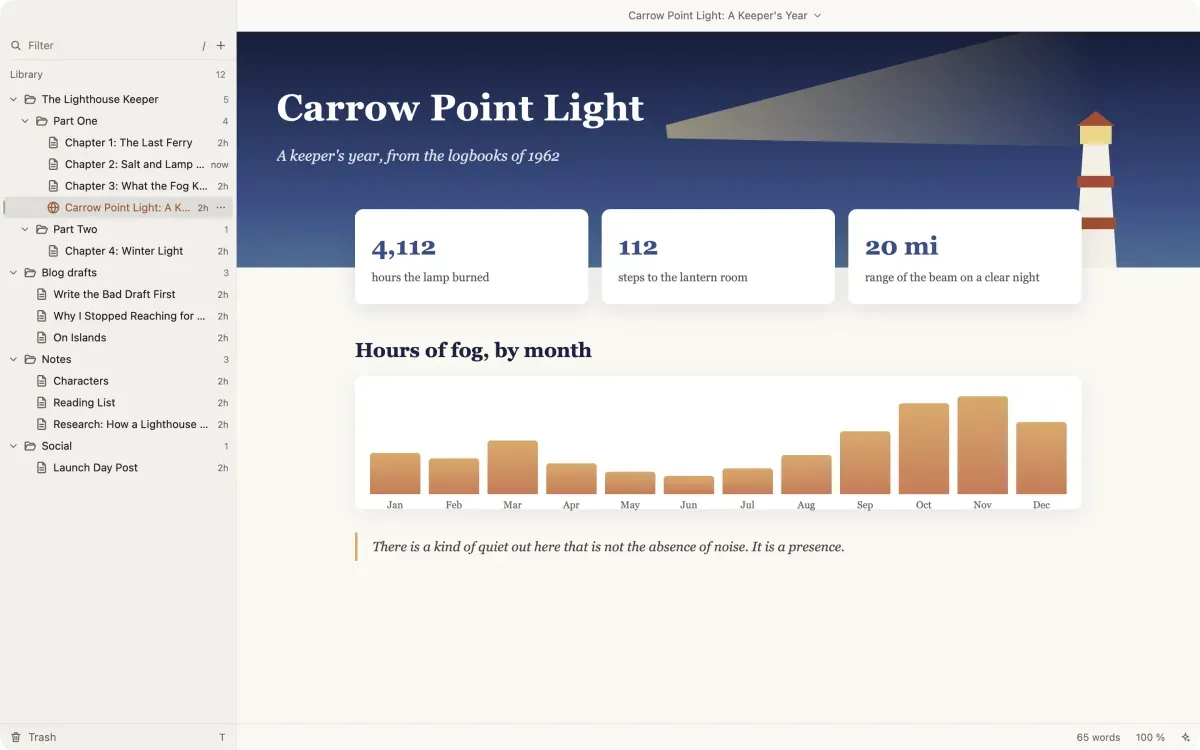 Carrow Point Light: A Keeper's Year
Filter / +
Library 12
The Lighthouse Keeper 5
Part One 4
Chapter 1: The Last Ferry 2h
Chapter 2: Salt and Lamp ... now
Chapter 3: What the Fog K... 2h
Carrow Point Light: A K... 2h ...
Part Two 1
Chapter 4: Winter Light 2h
Blog drafts 3
Write the Bad Draft First 2h
Why I Stopped Reaching for ... 2h
On Islands 2h
Notes 3
Characters 2h
Reading List 2h
Research: How a Lighthouse ... 2h
Social 1
Launch Day Post 2h
Trash T
Carrow Point Light
A keeper's year, from the logbooks of 1962
4,112
hours the lamp burned
112
steps to the lantern room
20 mi
range of the beam on a clear night
Hours of fog, by month
Jan Feb Mar Apr May Jun Jul Aug Sep Oct Nov Dec
There is a kind of quiet out here that is not the absence of noise. It is a presence.
65 words 100 %